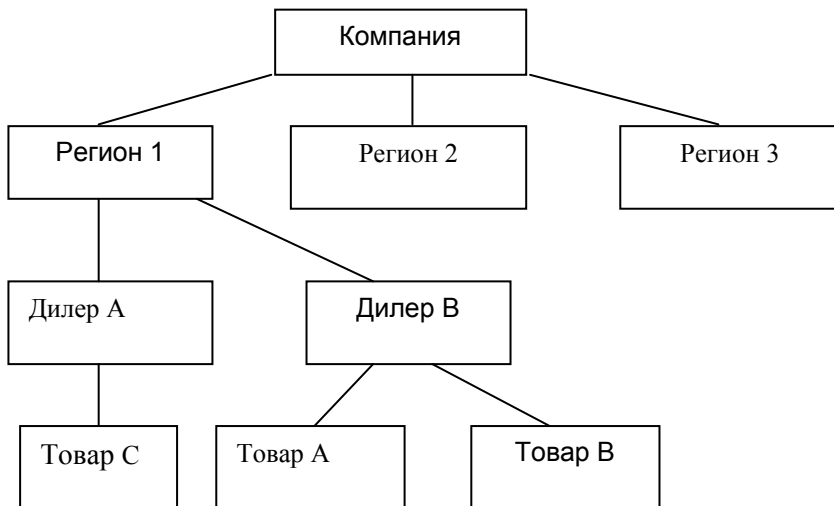 Компания
Регион 1
Регион 2
Регион 3
Дилер А
Дилер В
Товар С
Товар А
Товар В